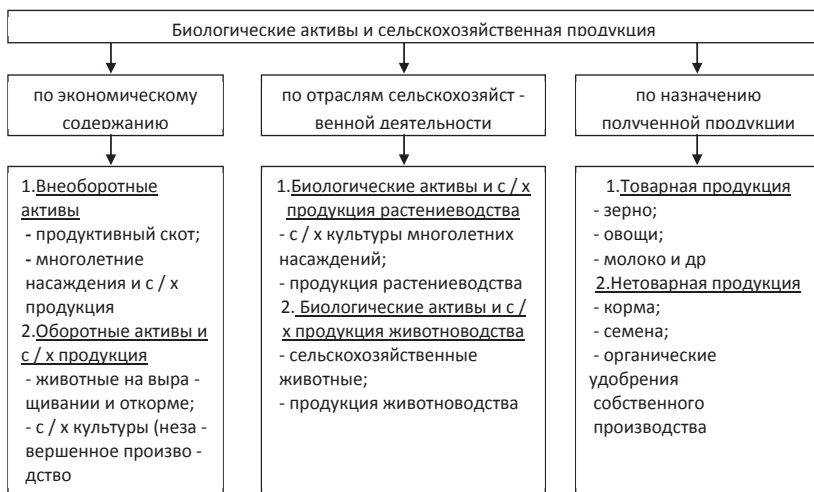 Биологические активы и сельскохозяйственная продукция
по экономическому
содержанию
по отраслям сельскохозяйст -
венной деятельности
по назначению
полученной продукции
1.Внеоборотные
активы
- продуктивный скот;
- многолетние
насаждения и с / х
продукция
2.Оборотные активы и
с / х продукция
- животные на выра -
щивании и откорме;
- с / х культуры (неза -
вершенное произво -
дство
1.Биологические активы и с / х
продукция растениеводства
- с / х культуры многолетних
насаждений;
- продукция растениеводства
2. Биологические активы и с /
х продукция животноводства
- сельскохозяйственные
животные;
- продукция животноводства
1.Товарная продукция
- зерно;
- овощи;
- молоко и др
2.Нетоварная продукция
- корма;
- семена;
- органические
удобрения
собственного
производства